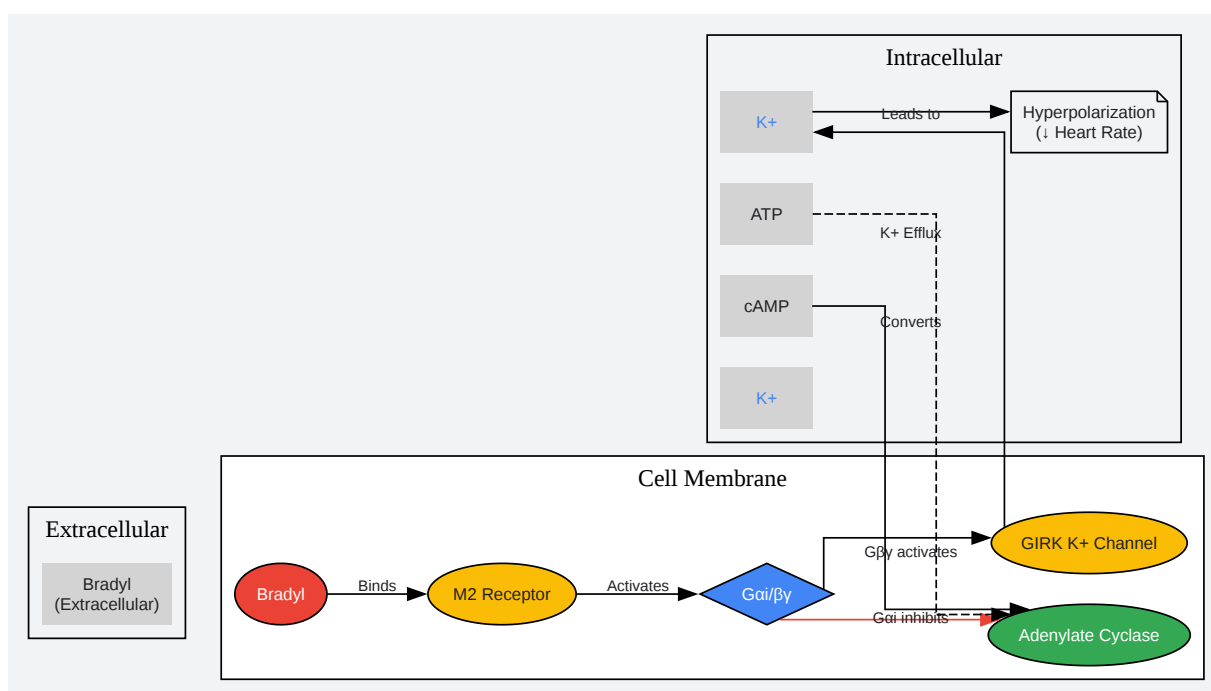 Intracellular
K+
Leads to
Hyperpolarization
(↓ Heart Rate)
ATP
K+ Efflux
cAMP
Converts
K+
Cell Membrane
Extracellular
Bradyl
(Extracellular)
Bradyl
Binds
M2 Receptor
Activates
Gαi/βγ
Gβγ activates
GIRK K+ Channel
Gαi inhibits
Adenylate Cyclase